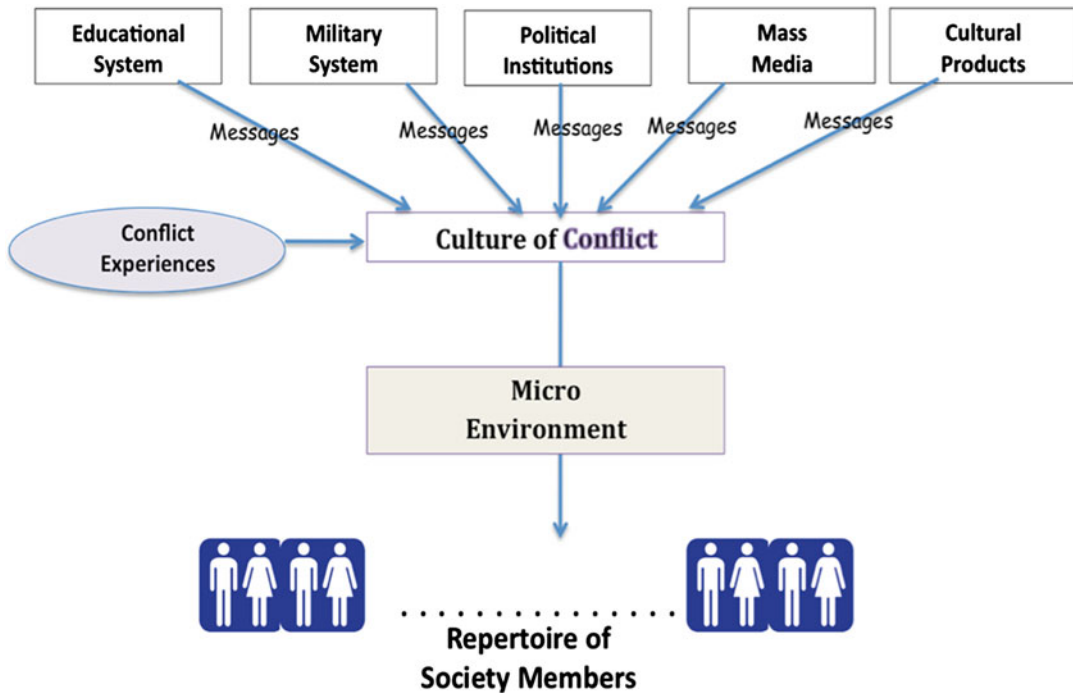 Educational
System
Military
System
Political
Institutions
Mass
Media
Cultural
Products
Messages
Messages
Messages
Messages
Messages
Conflict
Experiences
Culture of Conflict
Micro
Environment
Repertoire of
Society Members